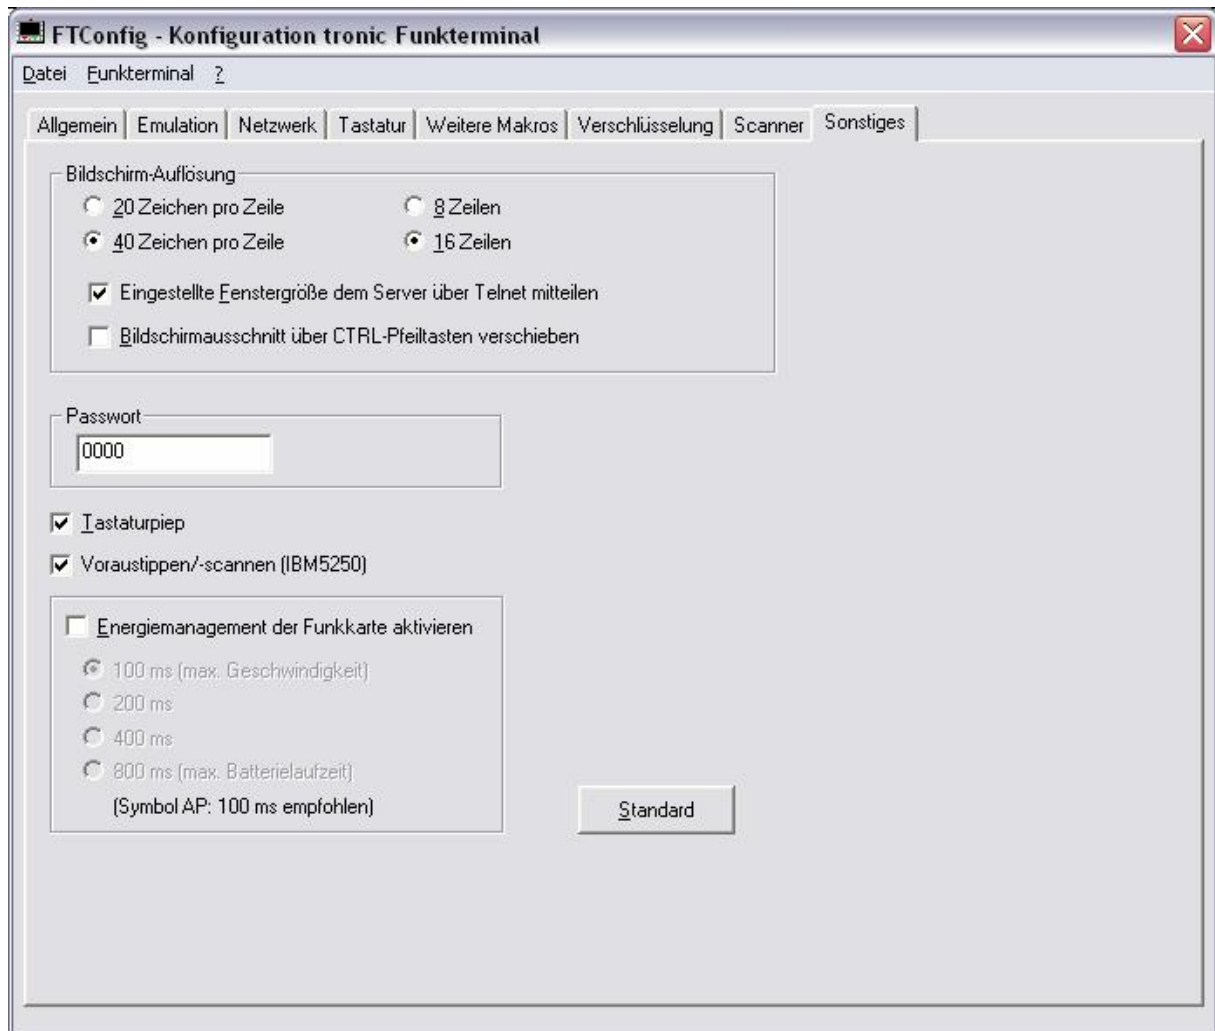 FTConfig - Konfiguration tronic Funkterminal
Datei Funkterminal ?
Allgemein Emulation Netzwerk Tastatur Weitere Makros Verschlüsselung Scanner Sonstiges
Bildschirm-Auflösung
20 Zeichen pro Zeile 8 Zeilen
40 Zeichen pro Zeile 16 Zeilen
Eingestellte Fenstergröße dem Server über Telnet mitteilen
Bildschirmausschnitt über CTRL-Pfeiltasten verschieben
Passwort
0000
Tastaturpiep
Voraustippen/-scannen (IBM5250)
Energiemanagement der Funkkarte aktivieren
100 ms (max. Geschwindigkeit)
200 ms
400 ms
800 ms (max. Batterielaufzeit)
(Symbol AP: 100 ms empfohlen)
Standard